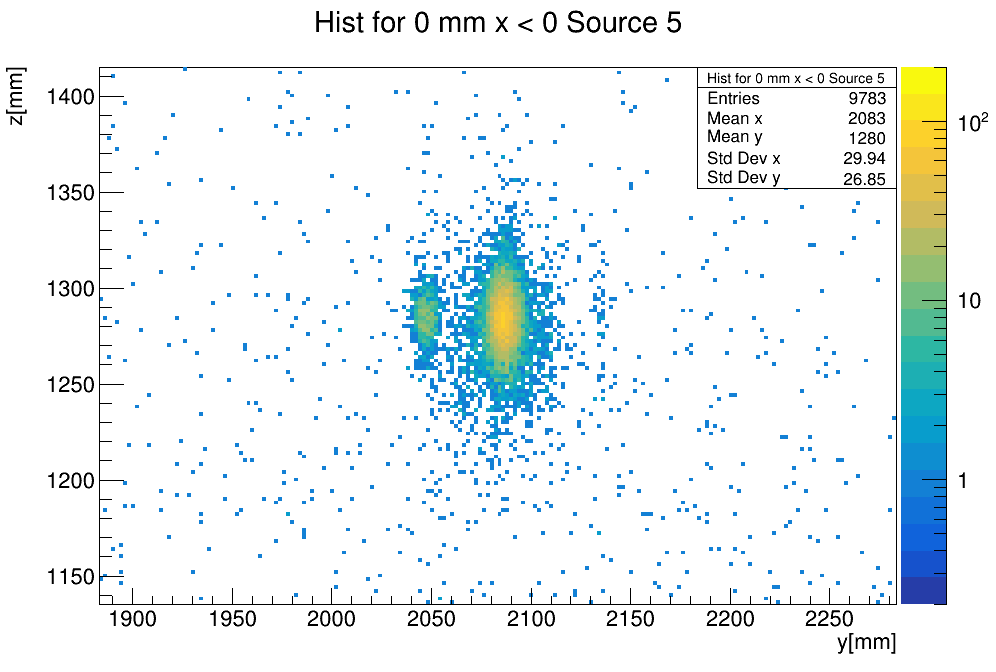 Hist for 0 mm x < 0 Source 5
z[mm]
1400
1350
1300
1250
1200
1150
1900
1950
2000
2050
2100
2150
2200
2250
y[mm]
Hist for 0 mm x < 0 Source 5
Entries 9783
Mean x 2083
Mean y 1280
Std Dev x 29.94
Std Dev y 26.85
10²
10
1